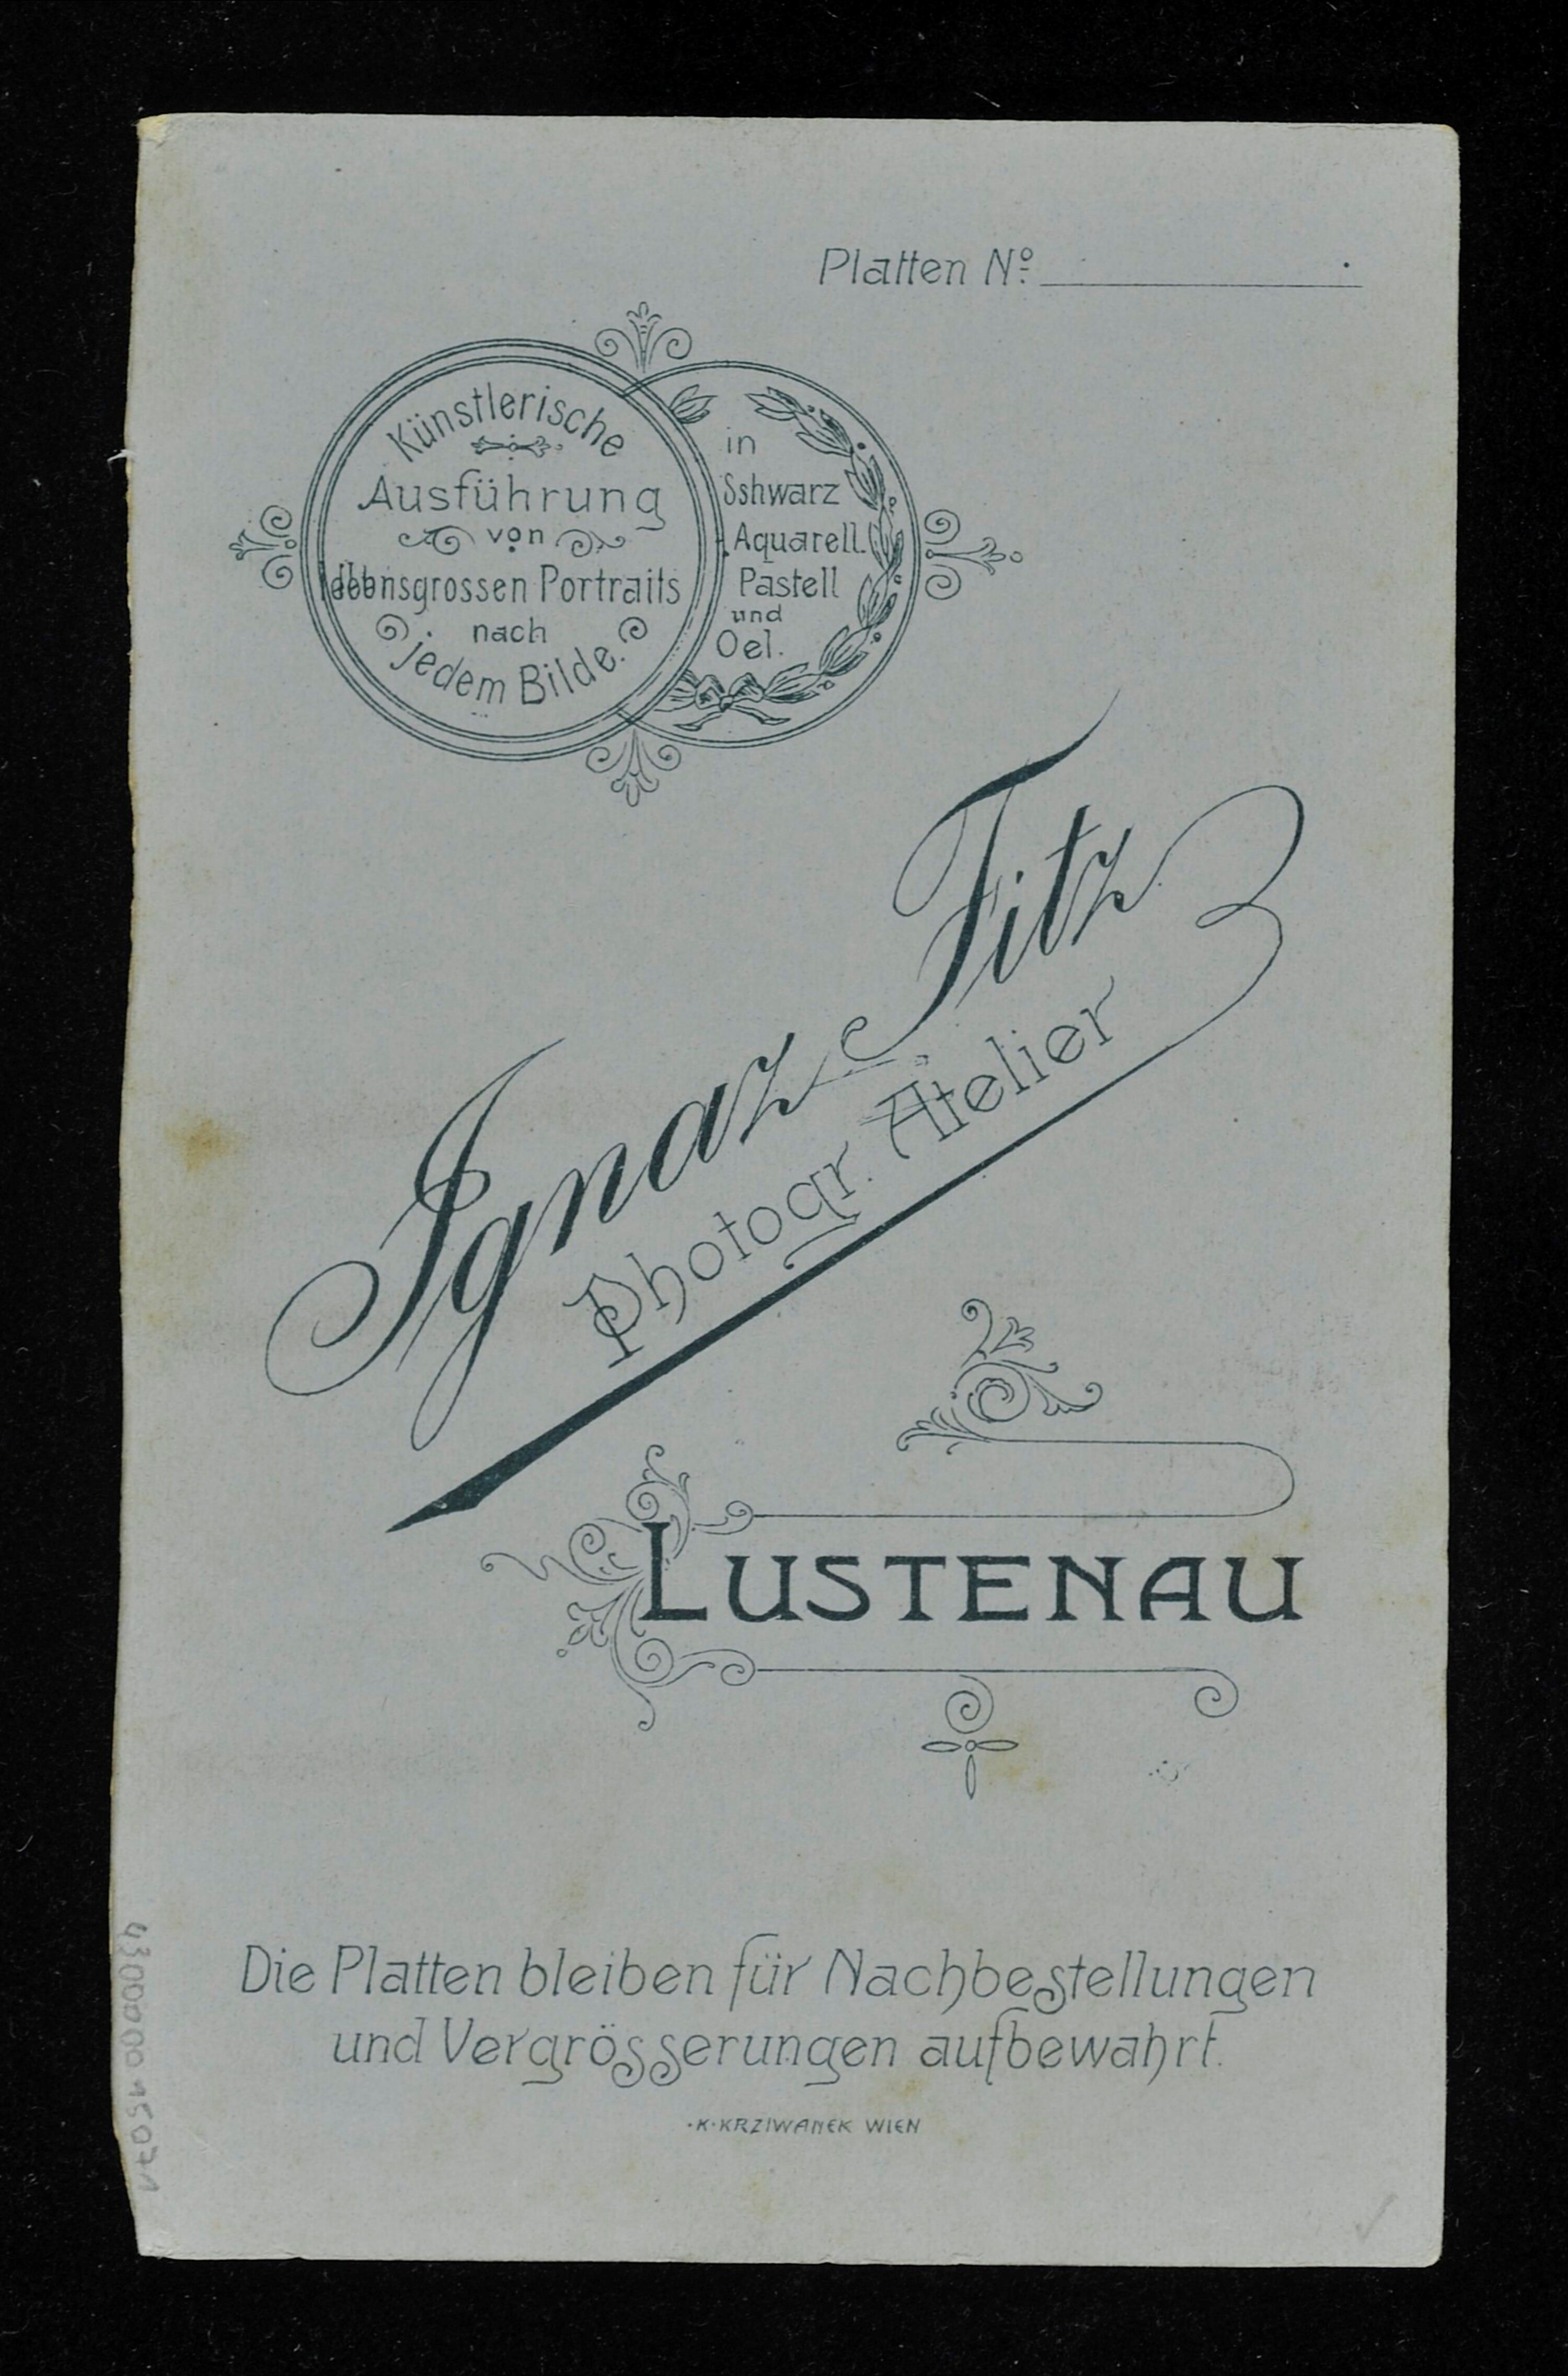 Platten Nº
Künstlerische
Ausführung
von
lebensgrossen Portraits
nach
jedem Bilde.
in
Sshwarz
Aquarell.
Pastell
und
Oel.
Ignaz Fitz
Photogr. Atelier
LUSTENAU
Die Platten bleiben für Nachbestellungen
und Vergrösserungen aufbewahrt.
·K·KRZIWANEK WIEN